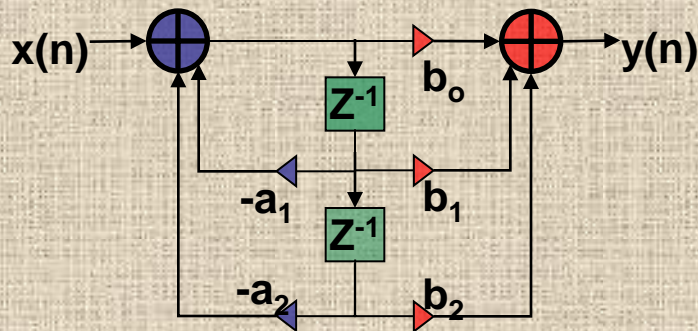 x(n) y(n)
bₒ
Z⁻¹
-a₁ b₁
Z⁻¹
-a₂ b₂